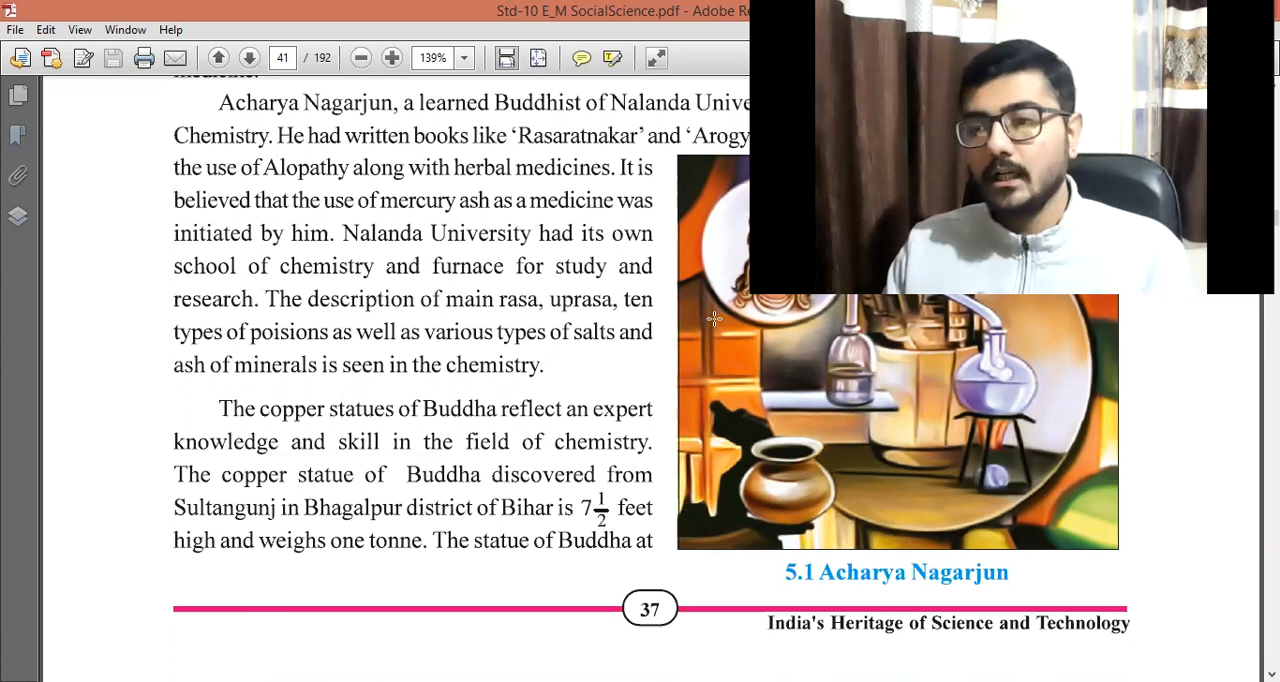 Std-10 E_M SocialScience.pdf - Adobe Re
File Edit View Window Help
41 / 192 139%
Acharya Nagarjun, a learned Buddhist of Nalanda Unive
Chemistry. He had written books like ‘Rasaratnakar’ and ‘Arogy
the use of Alopathy along with herbal medicines. It is
believed that the use of mercury ash as a medicine was
initiated by him. Nalanda University had its own
school of chemistry and furnace for study and
research. The description of main rasa, uprasa, ten
types of poisions as well as various types of salts and
ash of minerals is seen in the chemistry.
The copper statues of Buddha reflect an expert
knowledge and skill in the field of chemistry.
The copper statue of Buddha discovered from
Sultangunj in Bhagalpur district of Bihar is 7 1/2 feet
high and weighs one tonne. The statue of Buddha at
5.1 Acharya Nagarjun
37
India's Heritage of Science and Technology